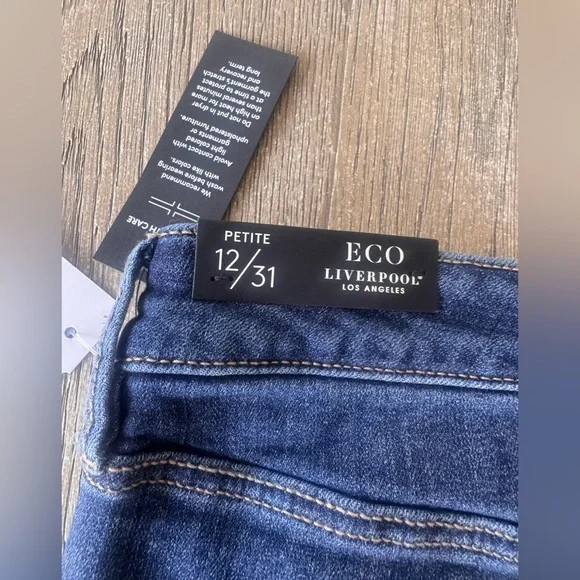 PETITE
12/31
ECO
LIVERPOOL
LOS ANGELES
TH CARE
We recommend
wash before wearing
with like colors.
Avoid contact with
light colored
garments or
upholstered furniture.
Do not put in dryer
on high heat for more
than several minutes
at a time to protect
the garment's stretch
and recovery
long term.